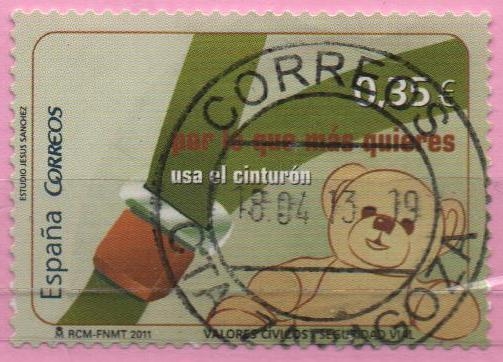 ESTUDIO JESUS SANCHEZ
España CORREOS
CORREOS
0,35 €
por lo que más quieres
usa el cinturón
18.04 13 19
RCM-FNMT 2011
VALORES CÍVICOS SEGURIDAD VIAL